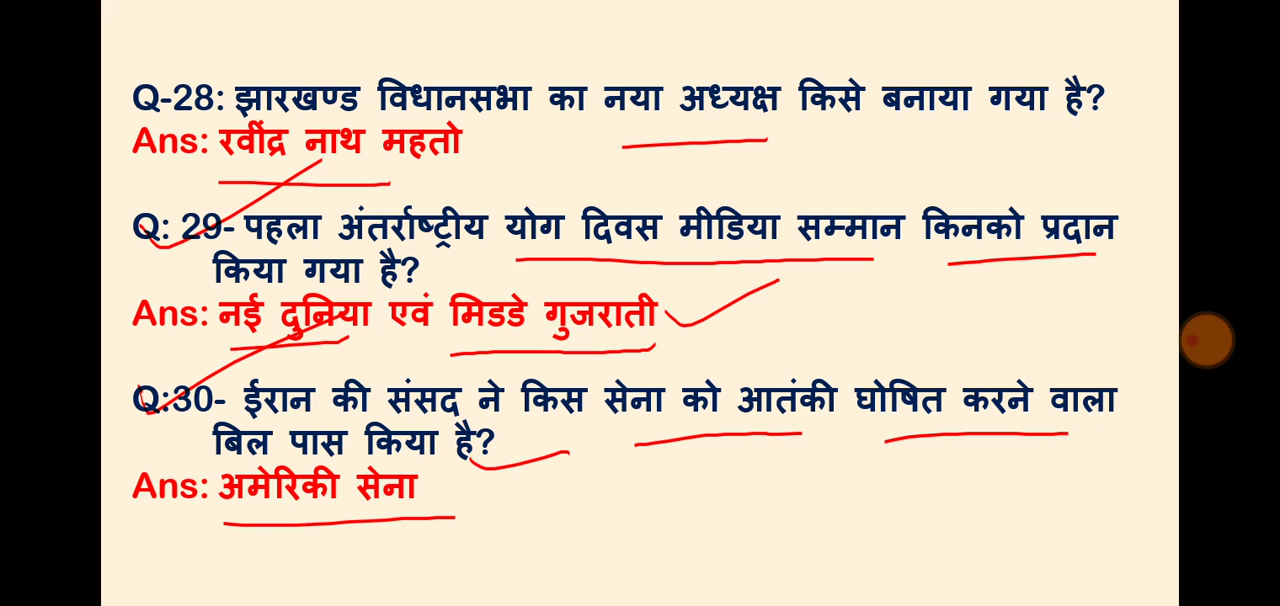 Q-28: झारखण्ड विधानसभा का नया अध्यक्ष किसे बनाया गया है?
Ans: रवींद्र नाथ महतो
Q: 29- पहला अंतर्राष्ट्रीय योग दिवस मीडिया सम्मान किनको प्रदान
किया गया है?
Ans: नई दुनिया एवं मिडडे गुजराती
Q:30- ईरान की संसद ने किस सेना को आतंकी घोषित करने वाला
बिल पास किया है?
Ans: अमेरिकी सेना